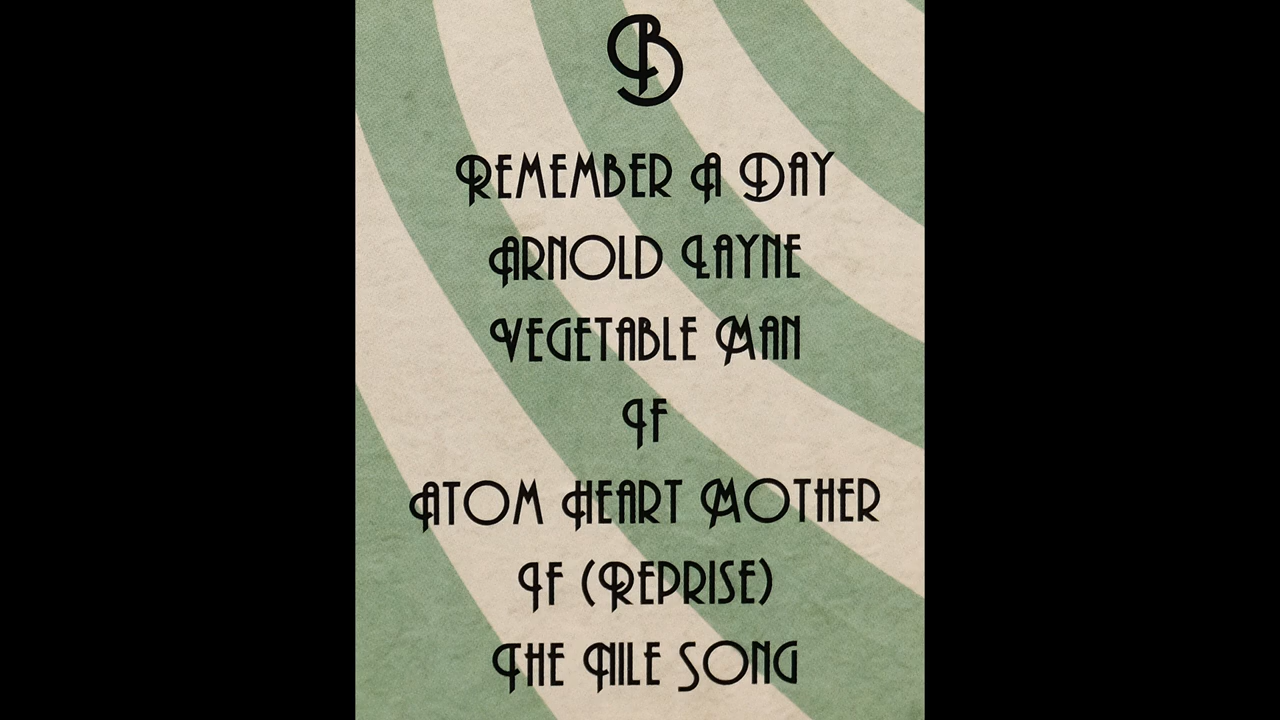 B
Remember A Day
Arnold Layne
Vegetable Man
If
Atom Heart Mother
If (Reprise)
The Nile Song